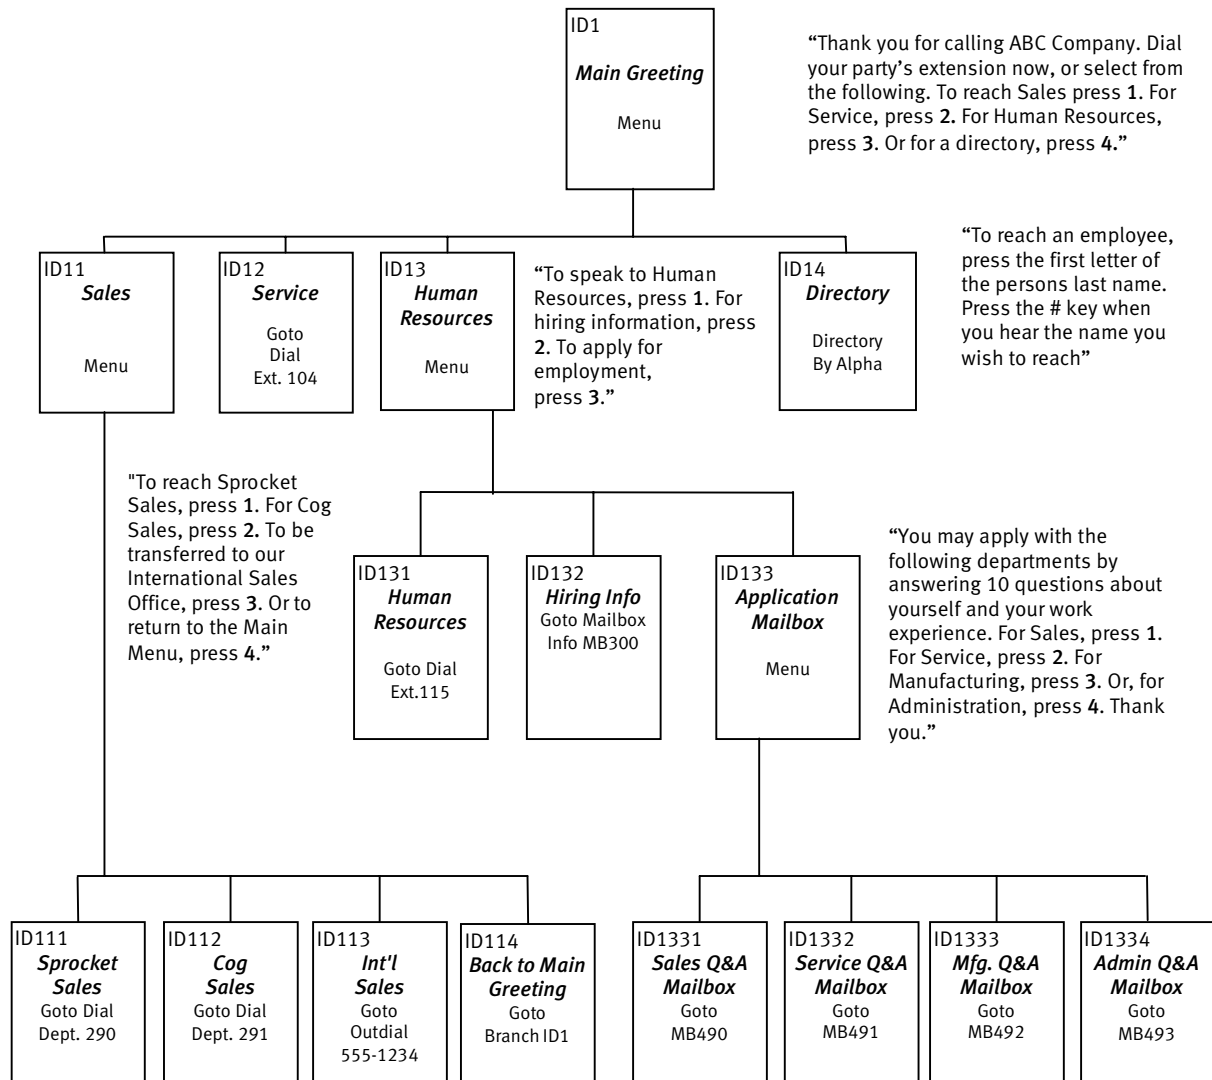 ID1
Main Greeting
Menu
“Thank you for calling ABC Company. Dial
your party’s extension now, or select from
the following. To reach Sales press 1. For
Service, press 2. For Human Resources,
press 3. Or for a directory, press 4.”
ID11
Sales
Menu
ID12
Service
Goto
Dial
Ext. 104
ID13
Human
Resources
Menu
“To speak to Human
Resources, press 1. For
hiring information, press
2. To apply for
employment,
press 3.”
ID14
Directory
Directory
By Alpha
“To reach an employee,
press the first letter of
the persons last name.
Press the # key when
you hear the name you
wish to reach”
"To reach Sprocket
Sales, press 1. For Cog
Sales, press 2. To be
transferred to our
International Sales
Office, press 3. Or to
return to the Main
Menu, press 4.”
ID131
Human
Resources
Goto Dial
Ext.115
ID132
Hiring Info
Goto Mailbox
Info MB300
ID133
Application
Mailbox
Menu
“You may apply with the
following departments by
answering 10 questions about
yourself and your work
experience. For Sales, press 1.
For Service, press 2. For
Manufacturing, press 3. Or, for
Administration, press 4. Thank
you.”
ID111
Sprocket
Sales
Goto Dial
Dept. 290
ID112
Cog
Sales
Goto Dial
Dept. 291
ID113
Int'l
Sales
Goto
Outdial
555-1234
ID114
Back to Main
Greeting
Goto
Branch ID1
ID1331
Sales Q&A
Mailbox
Goto
MB490
ID1332
Service Q&A
Mailbox
Goto
MB491
ID1333
Mfg. Q&A
Mailbox
Goto
MB492
ID1334
Admin Q&A
Mailbox
Goto
MB493